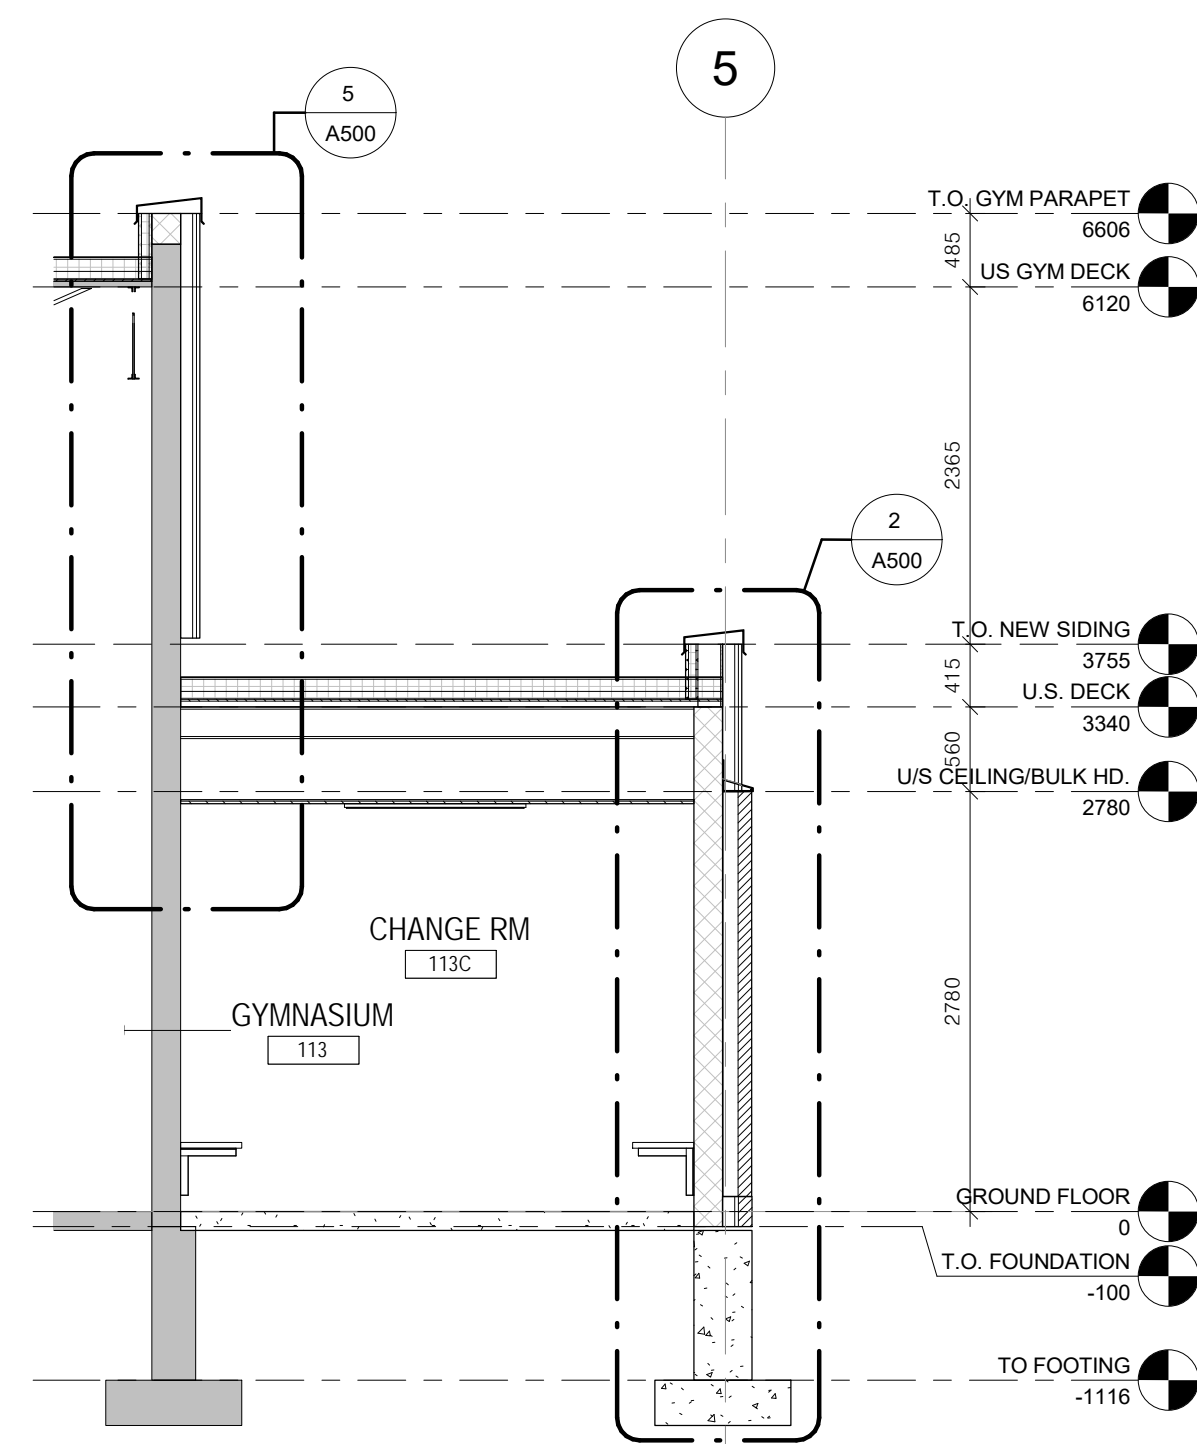 5
5
A500
T.O. GYM PARAPET
6606
485
US GYM DECK
6120
2365
2
A500
T.O. NEW SIDING
3755
415
U.S. DECK
3340
560
U/S CEILING/BULK HD.
2780
CHANGE RM
113C
2780
GYMNASIUM
113
GROUND FLOOR
0
T.O. FOUNDATION
-100
TO FOOTING
-1116